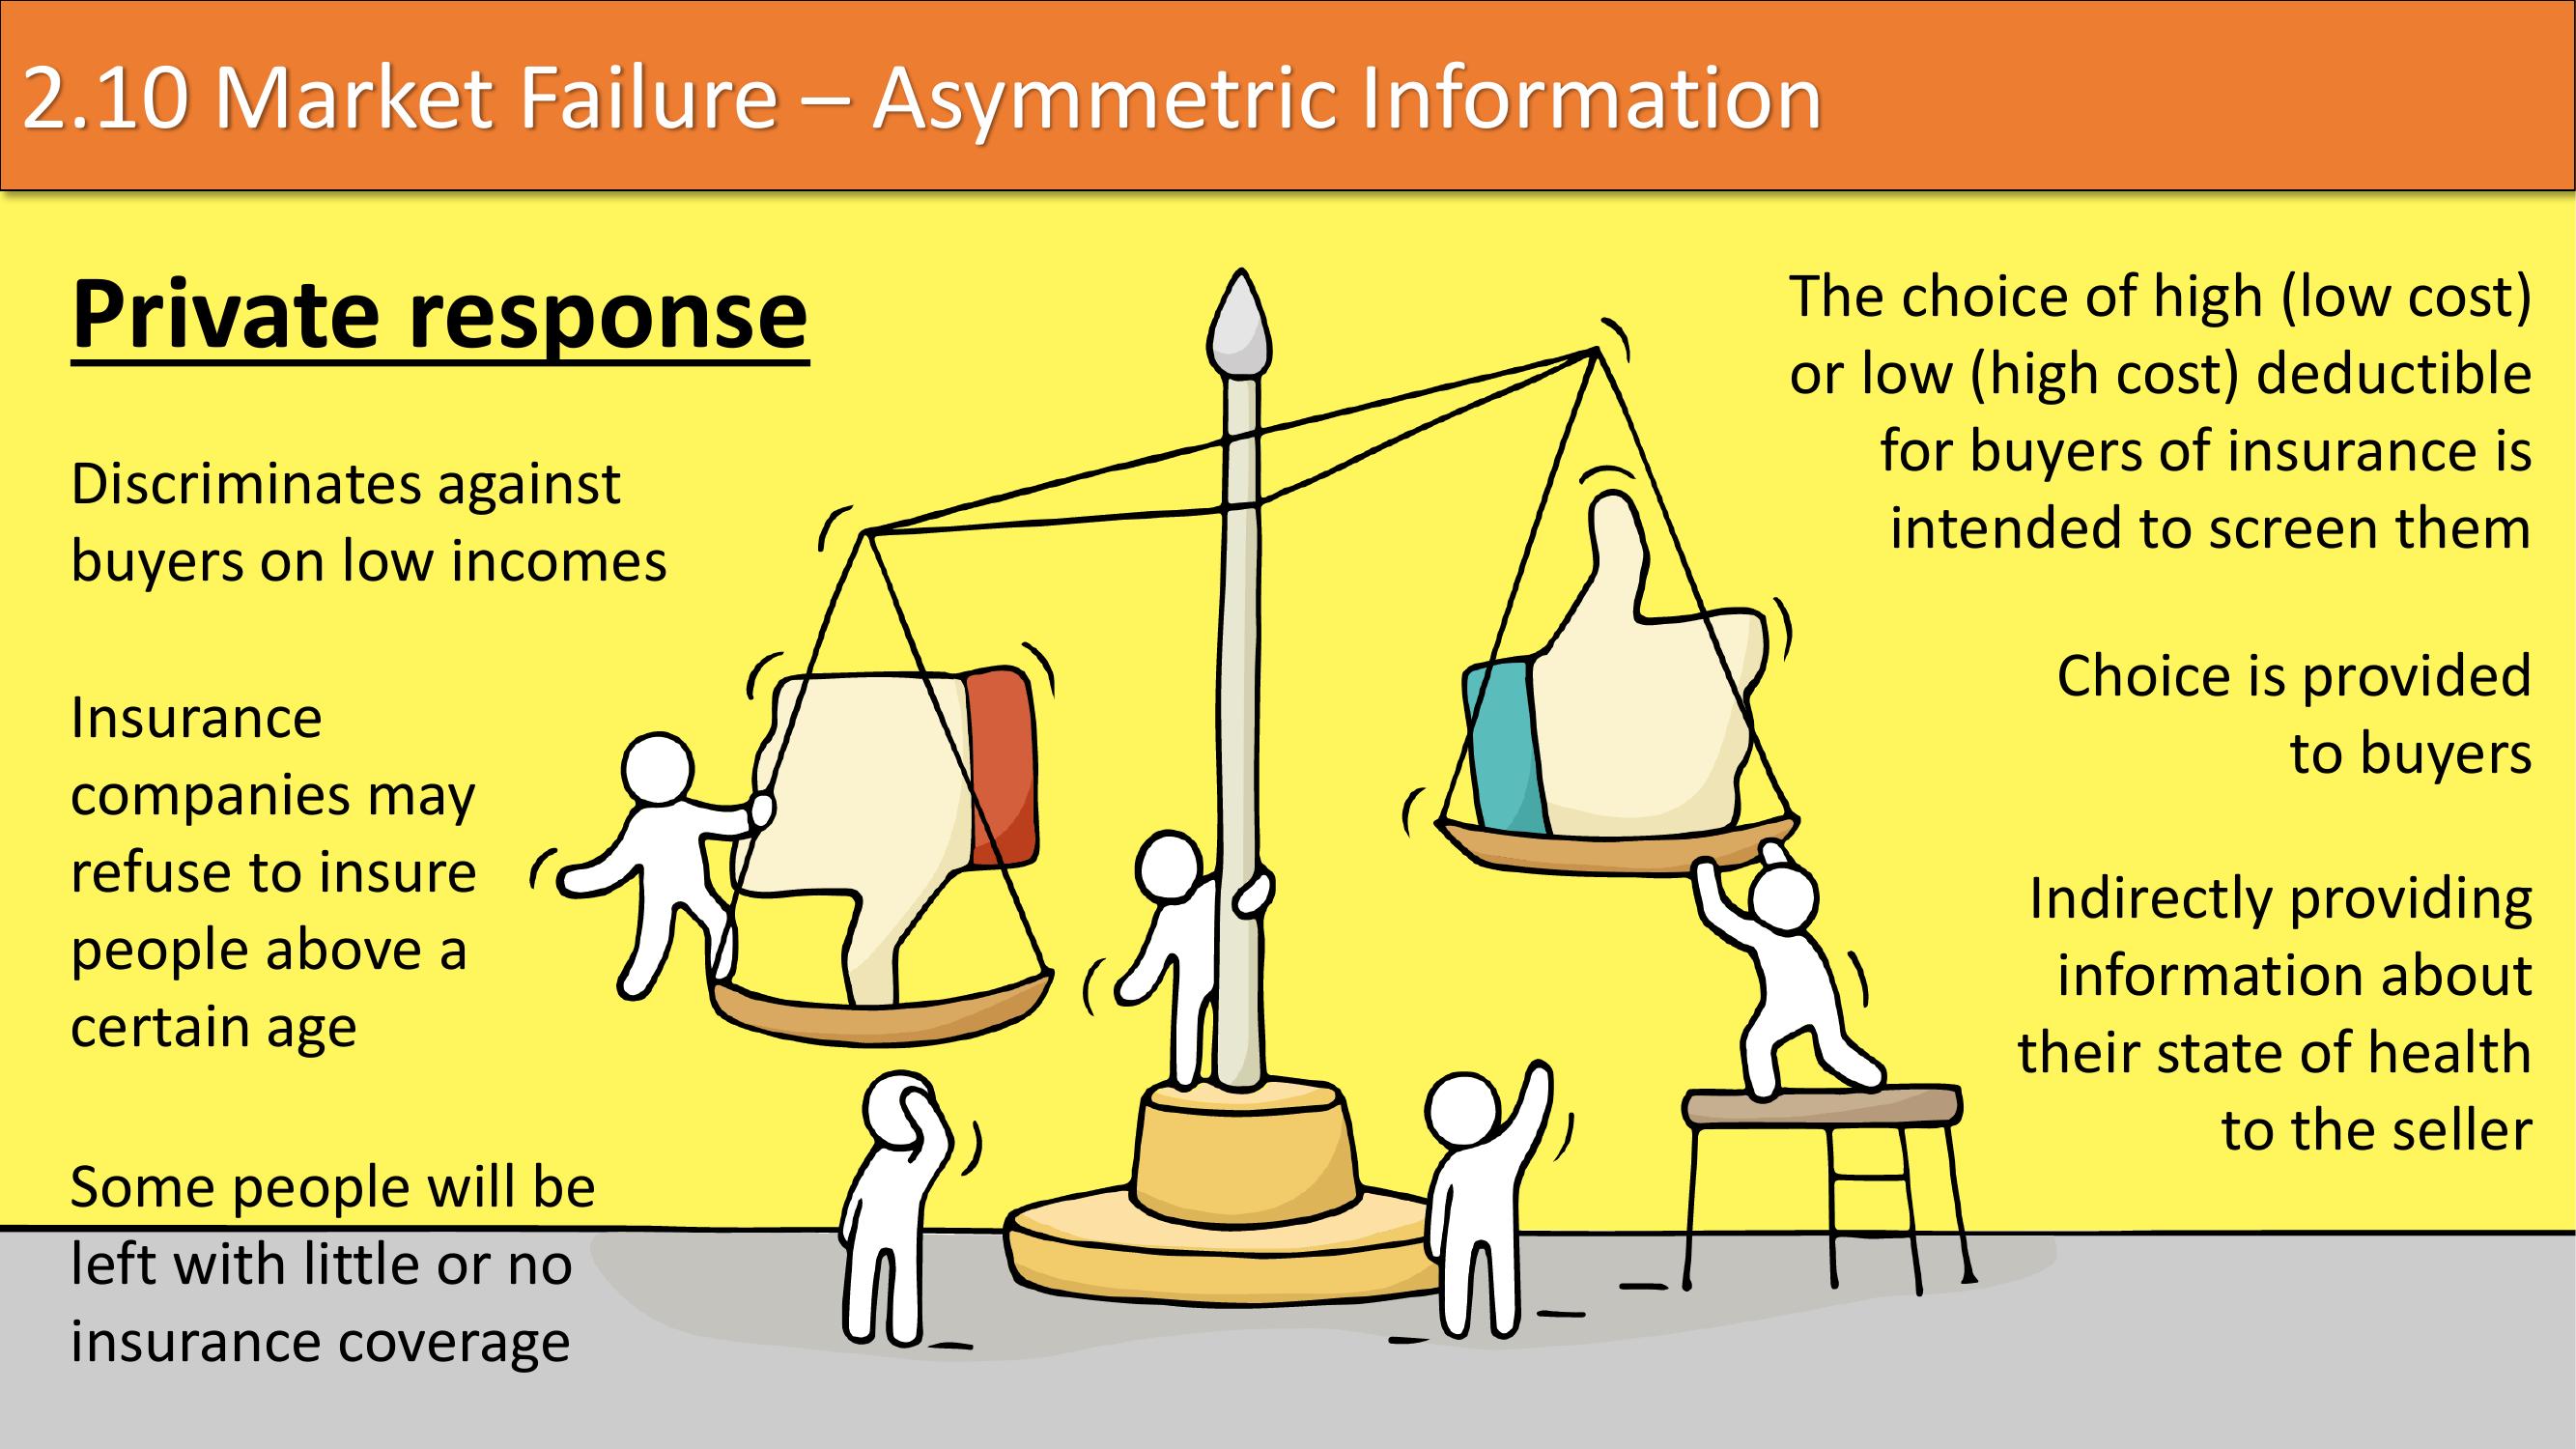 2.10 Market Failure – Asymmetric Information
Private response
Discriminates against
buyers on low incomes
Insurance
companies may
refuse to insure
people above a
certain age
Some people will be
left with little or no
insurance coverage
The choice of high (low cost)
or low (high cost) deductible
for buyers of insurance is
intended to screen them
Choice is provided
to buyers
Indirectly providing
information about
their state of health
to the seller